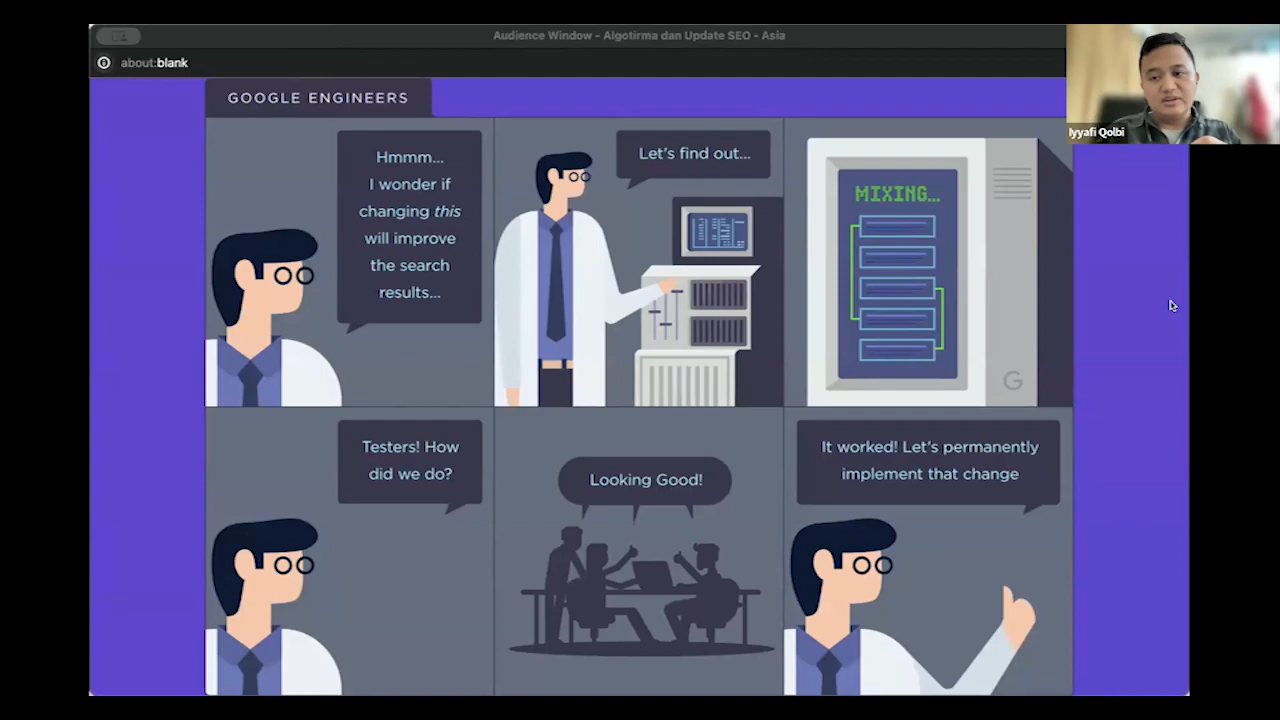 Audience Window - Algotirma dan Update SEO - Asia
about:blank
Iyyafi Qolbi
GOOGLE ENGINEERS
Hmmm...
I wonder if
changing this
will improve
the search
results...
Let's find out...
MIXING...
G
Testers! How
did we do?
Looking Good!
It worked! Let's permanently
implement that change